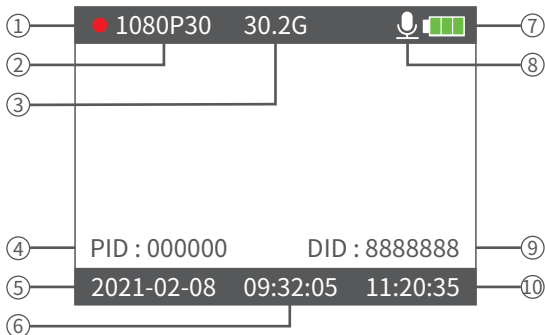 ① 1080P30 30.2G ⑦
② ⑧
③
④ PID : 000000 DID : 8888888 ⑨
⑤ 2021-02-08 09:32:05 11:20:35 ⑩
⑥